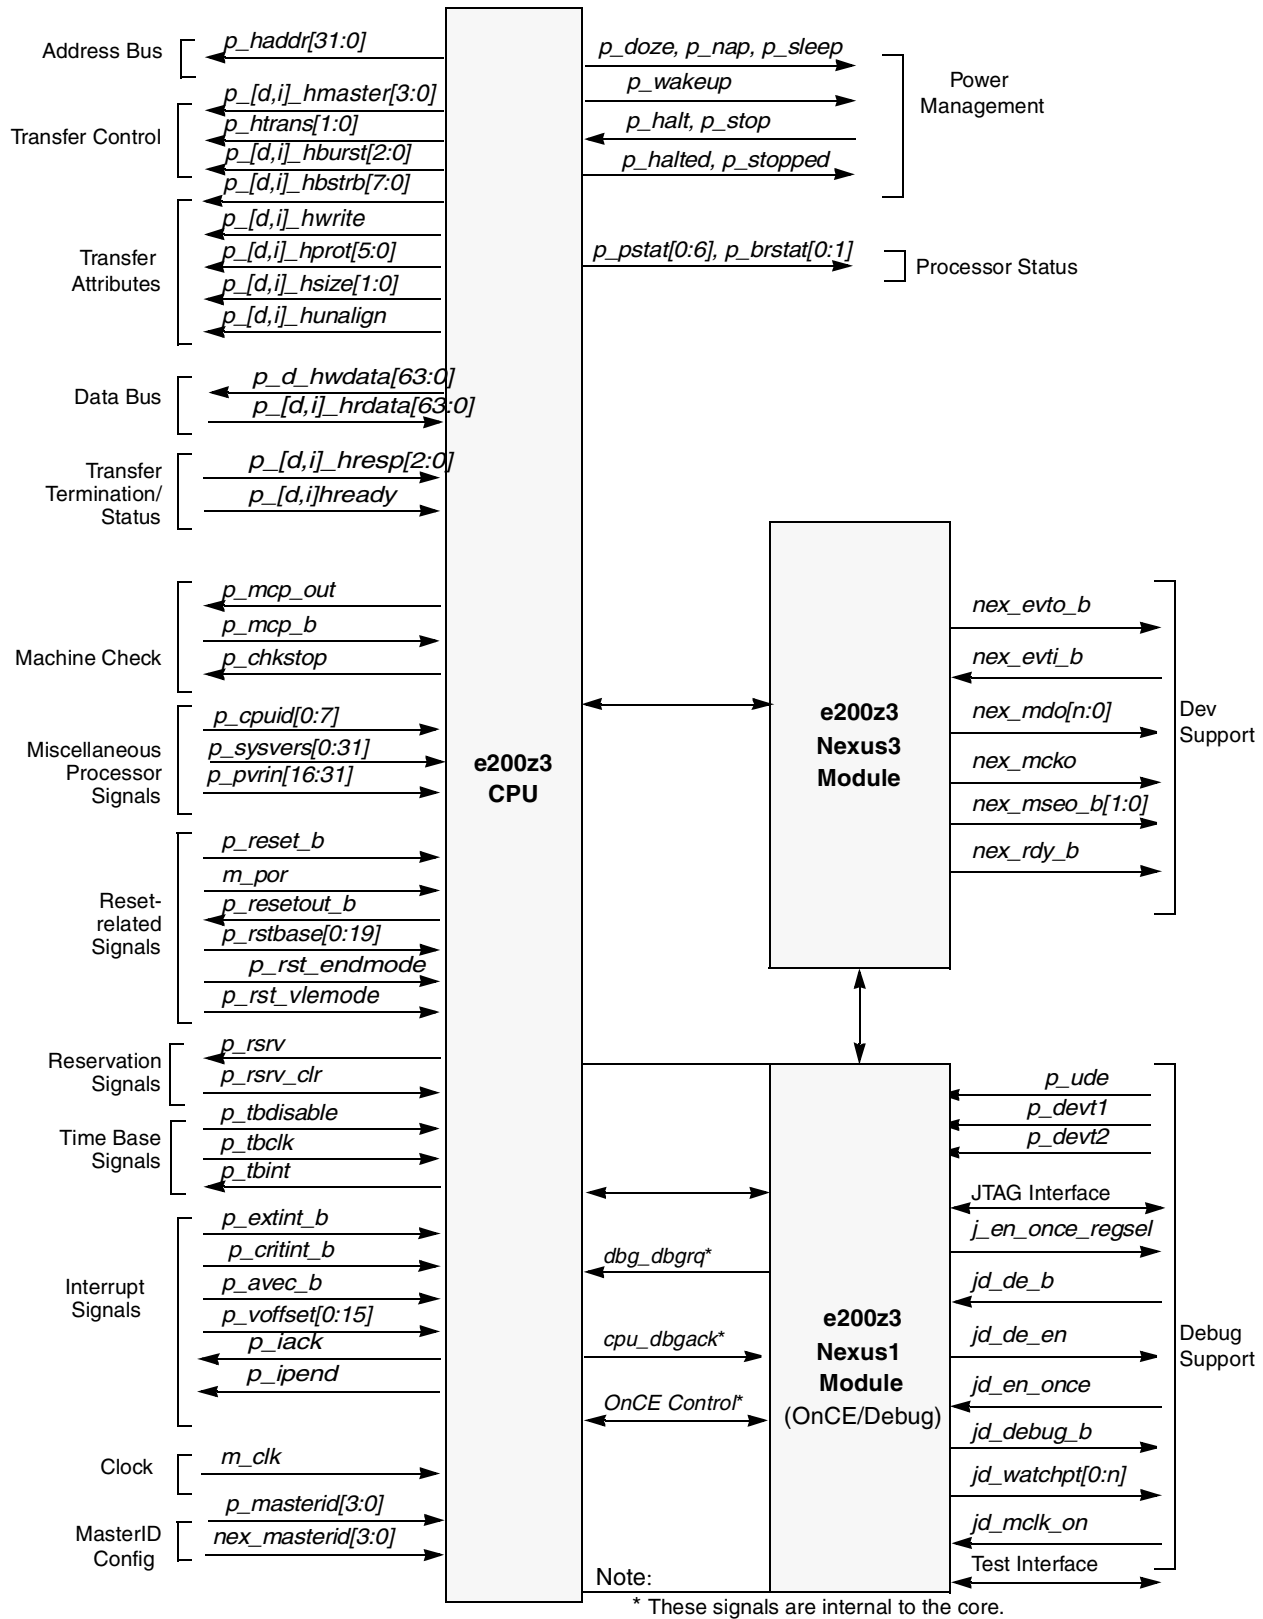 Address Bus
p_haddr[31:0]
Transfer Control
p_[d,i]_hmaster[3:0]
p_htrans[1:0]
p_[d,i]_hburst[2:0]
p_[d,i]_hbstrb[7:0]
Transfer
Attributes
p_[d,i]_hwrite
p_[d,i]_hprot[5:0]
p_[d,i]_hsize[1:0]
p_[d,i]_hunalign
Data Bus
p_d_hwdata[63:0]
p_[d,i]_hrdata[63:0]
Transfer
Termination/
Status
p_[d,i]_hresp[2:0]
p_[d,i]hready
Machine Check
p_mcp_out
p_mcp_b
p_chkstop
Miscellaneous
Processor
Signals
p_cpuid[0:7]
p_sysvers[0:31]
p_pvrin[16:31]
Reset-
related
Signals
p_reset_b
m_por
p_resetout_b
p_rstbase[0:19]
p_rst_endmode
p_rst_vlemode
Reservation
Signals
p_rsrv
p_rsrv_clr
Time Base
Signals
p_tbdisable
p_tbclk
p_tbint
Interrupt
Signals
p_extint_b
p_critint_b
p_avec_b
p_voffset[0:15]
p_iack
p_ipend
Clock
m_clk
MasterID
Config
p_masterid[3:0]
nex_masterid[3:0]
e200z3
CPU
p_doze, p_nap, p_sleep
p_wakeup
p_halt, p_stop
p_halted, p_stopped
Power
Management
p_pstat[0:6], p_brstat[0:1]
Processor Status
e200z3
Nexus3
Module
nex_evto_b
nex_evti_b
nex_mdo[n:0]
nex_mcko
nex_mseo_b[1:0]
nex_rdy_b
Dev
Support
dbg_dbgrq*
cpu_dbgack*
OnCE Control*
e200z3
Nexus1
Module
(OnCE/Debug)
p_ude
p_devt1
p_devt2
JTAG Interface
j_en_once_regsel
jd_de_b
jd_de_en
jd_en_once
jd_debug_b
jd_watchpt[0:n]
jd_mclk_on
Test Interface
Debug
Support
Note:
* These signals are internal to the core.